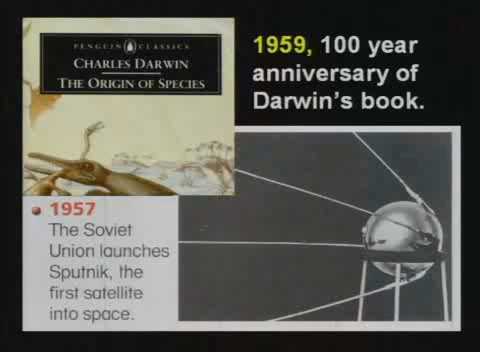 PENGUIN CLASSICS
CHARLES DARWIN
THE ORIGIN OF SPECIES
1959, 100 year
anniversary of
Darwin's book.
1957
The Soviet
Union launches
Sputnik, the
first satellite
into space.